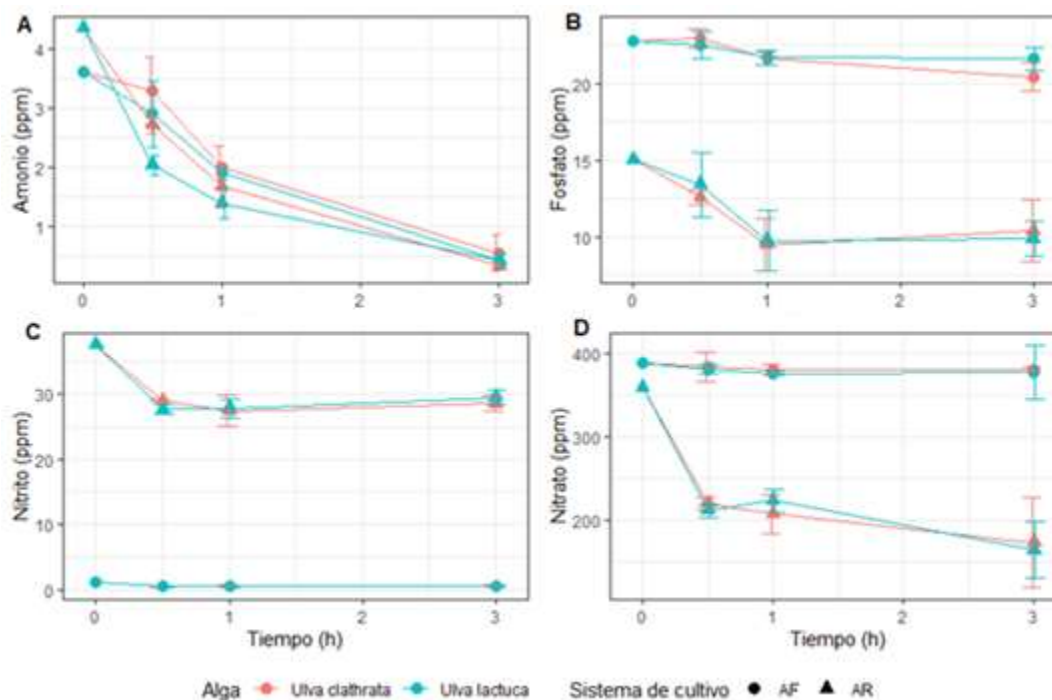 A
Amonio (ppm)
4
3
2
1
0
1
2
3
B
Fosfato (ppm)
20
15
10
0
1
2
3
C
Nitrito (ppm)
30
20
10
0
0
1
2
3
Tiempo (h)
D
Nitrato (ppm)
400
300
200
0
1
2
3
Tiempo (h)
Alga Ulva clathrata Ulva lactuca Sistema de cultivo AF AR